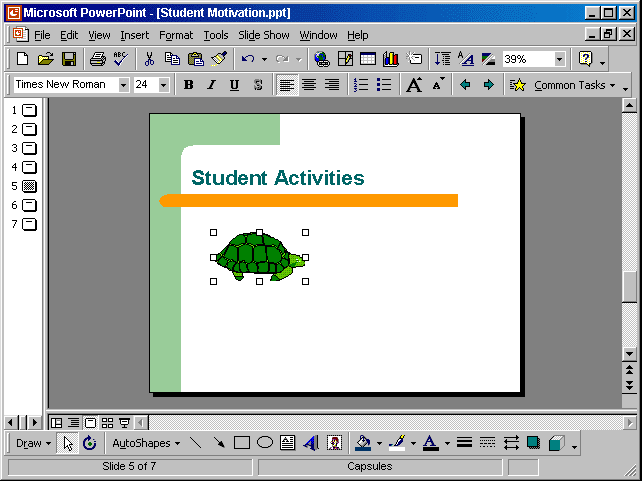 Microsoft PowerPoint - [Student Motivation.ppt]
File Edit View Insert Format Tools Slide Show Window Help
ABC A A 39% ?
Times New Roman 24 B I U S A A Common Tasks
1
2
3
4
5
6
7
Student Activities
Draw AutoShapes A A
Slide 5 of 7 Capsules